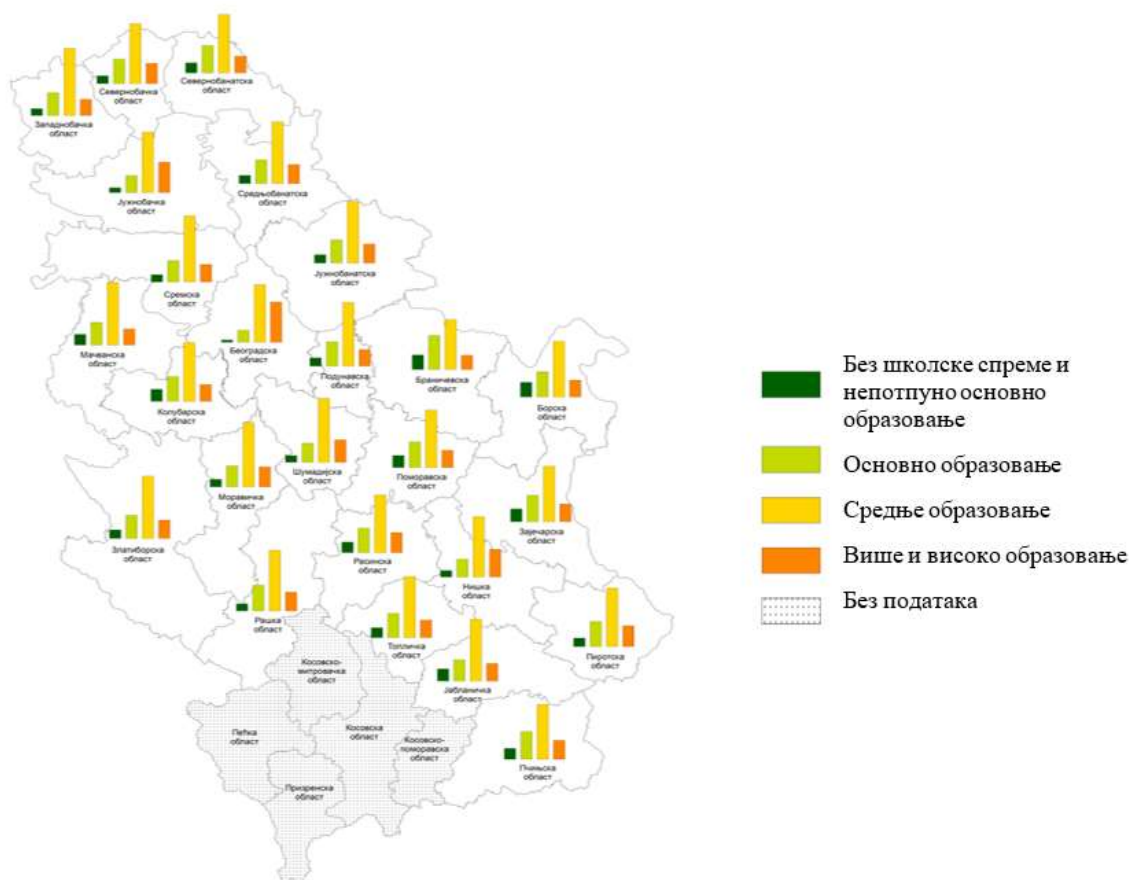 Севернобачка
област
Севернобанатска
област
Западнобачка
област
Јужнобачка
област
Средњобанатска
област
Јужнобанатска
област
Сремска
област
Мачванска
област
Београдска
област
Подунавска
област
Браничевска
област
Борска
област
Колубарска
област
Шумадијска
област
Поморавска
област
Моравичка
област
Златиборска
област
Зајечарска
област
Расинска
област
Нишка
област
Рашка
област
Топличка
област
Пиротска
област
Јабланичка
област
Косовско-
митровачка
област
Пећка
област
Косовска
област
Косовско-
поморавска
област
Призренска
област
Пчињска
област
Без школске спреме и
непотпуно основно
образовање
Основно образовање
Средње образовање
Више и високо образовање
Без података